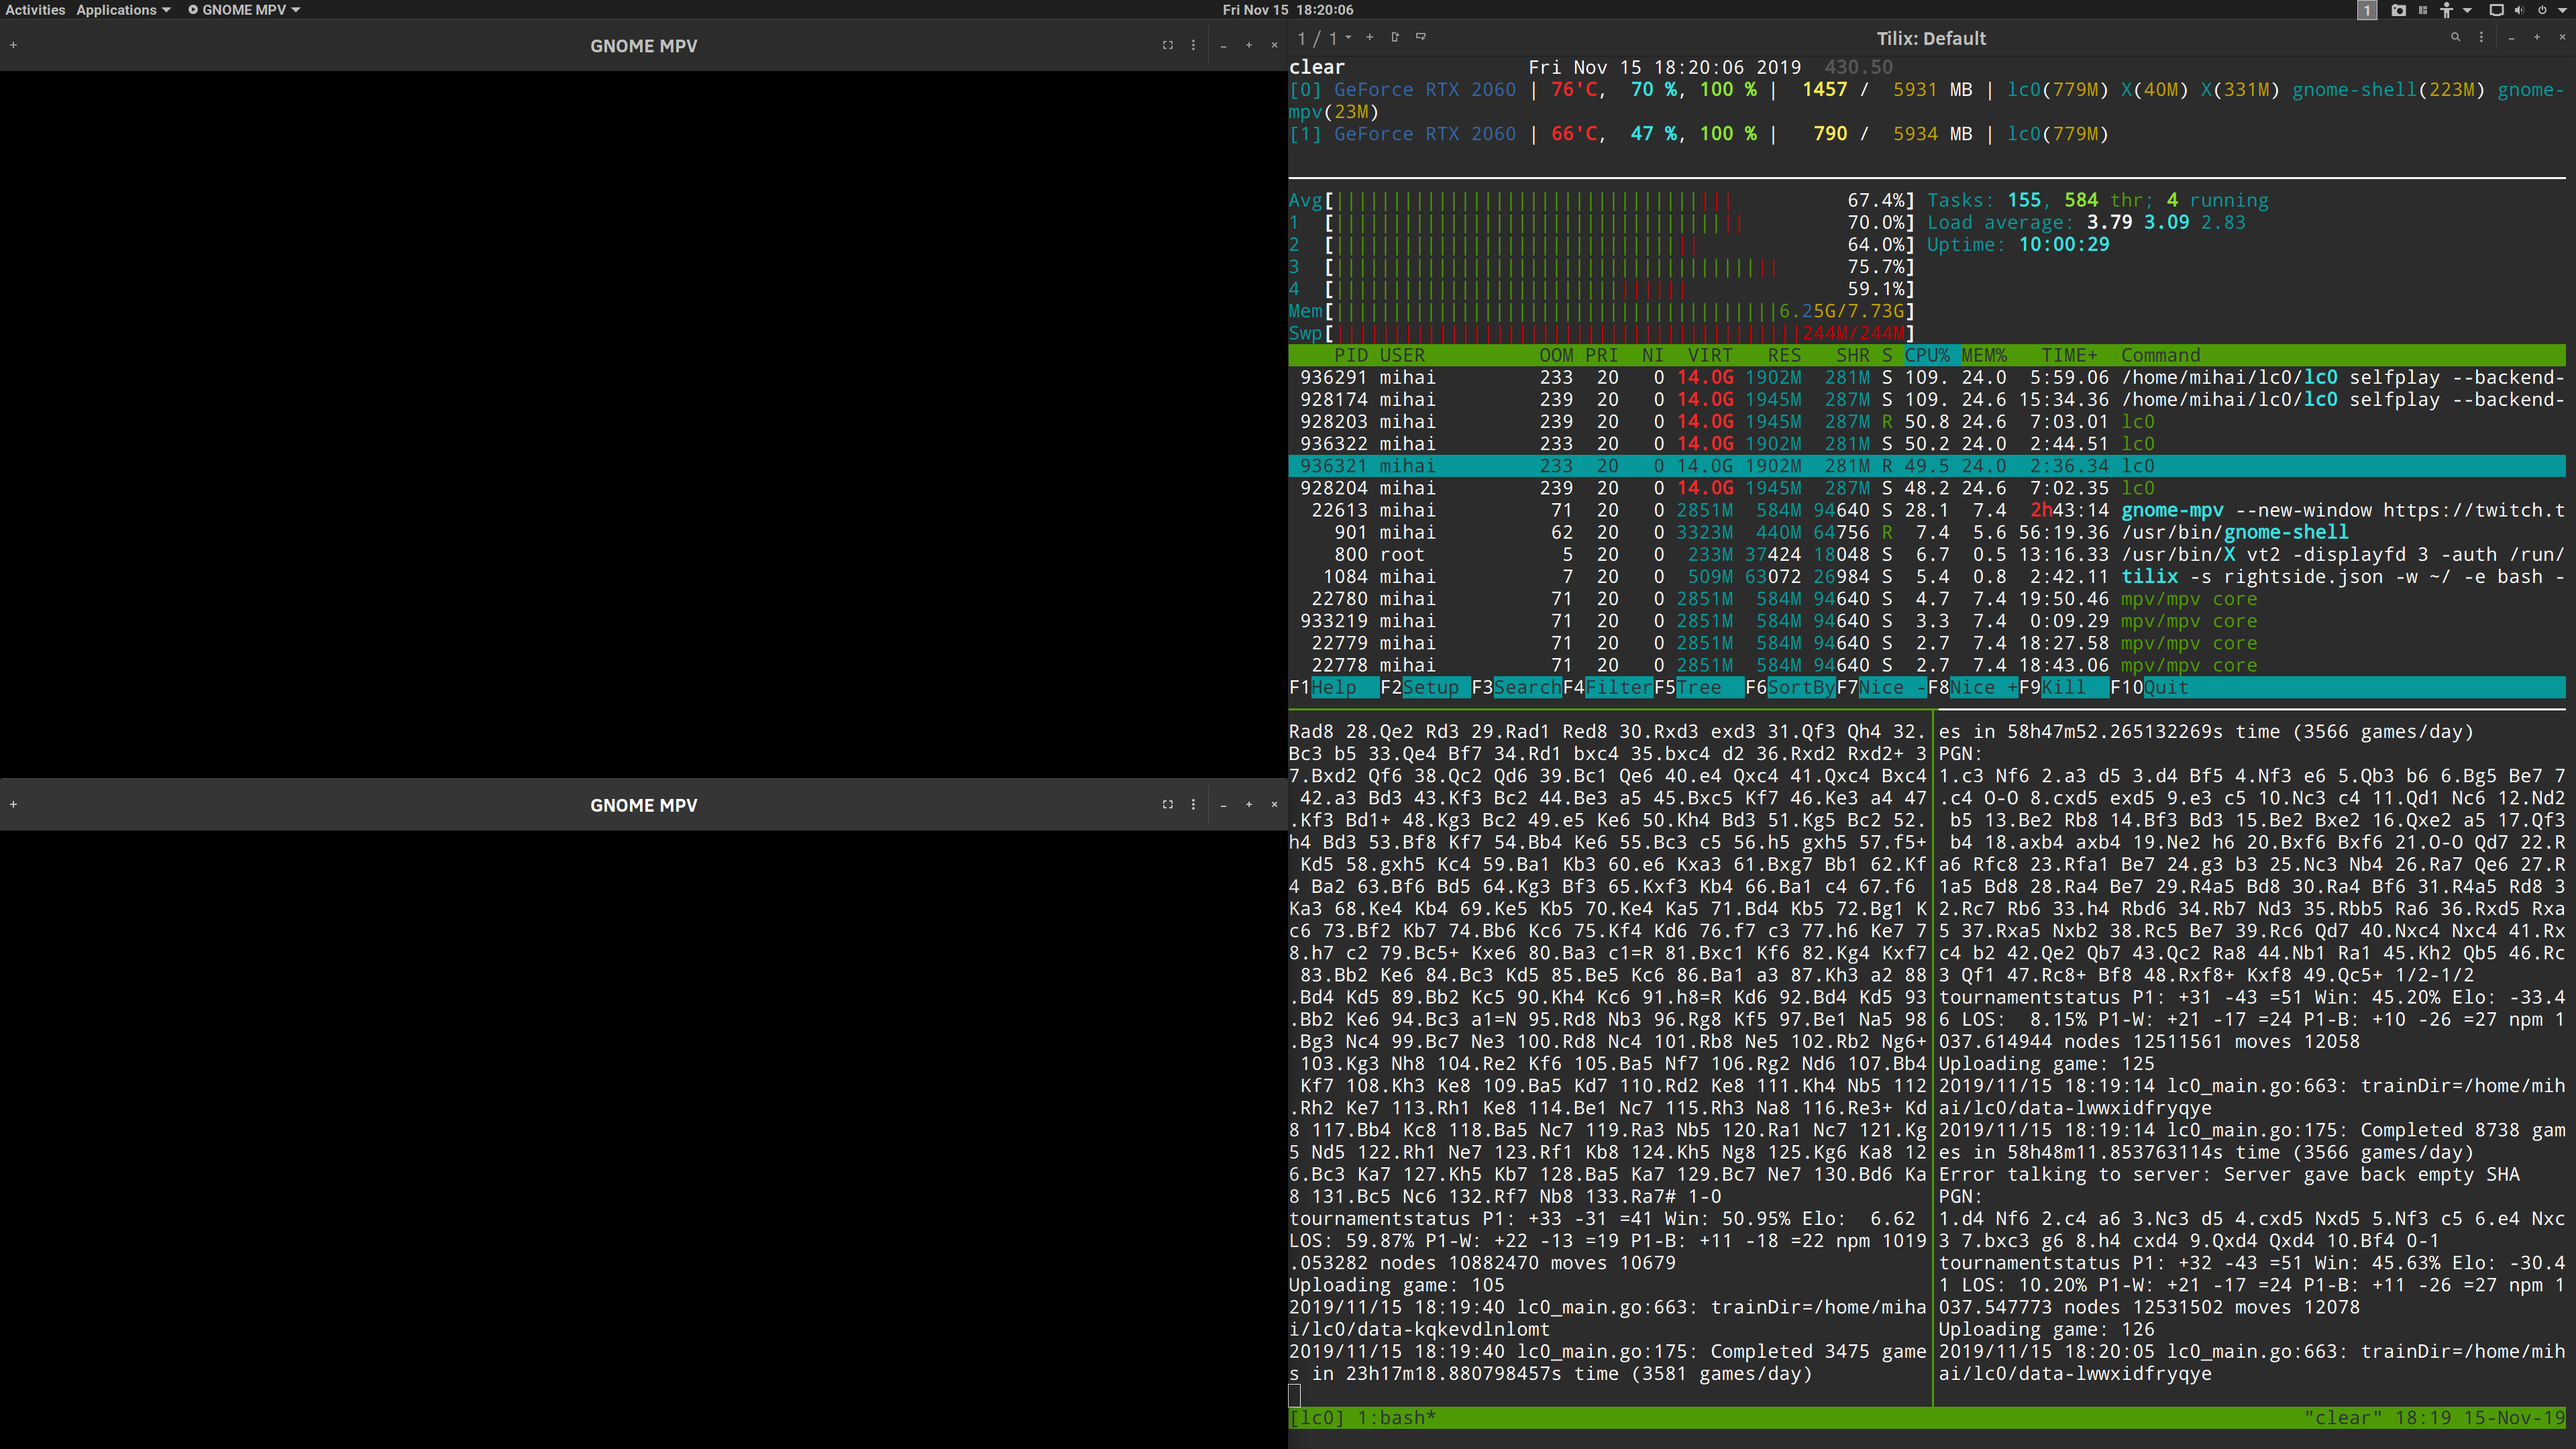 Activities Applications GNOME MPV Fri Nov 15 18:20:06 1
GNOME MPV
GNOME MPV
1 / 1 Tilix: Default
clear Fri Nov 15 18:20:06 2019 430.50
[0] GeForce RTX 2060 | 76'C, 70 %, 100 % | 1457 / 5931 MB | lc0(779M) X(40M) X(331M) gnome-shell(223M) gnome-
mpv(23M)
[1] GeForce RTX 2060 | 66'C, 47 %, 100 % | 790 / 5934 MB | lc0(779M)
Avg[ 67.4%] Tasks: 155, 584 thr; 4 running
1 [ 70.0%] Load average: 3.79 3.09 2.83
2 [ 64.0%] Uptime: 10:00:29
3 [ 75.7%]
4 [ 59.1%]
Mem[ 6.25G/7.73G]
Swp[ 244M/244M]
PID USER OOM PRI NI VIRT RES SHR S CPU% MEM% TIME+ Command
936291 mihai 233 20 0 14.0G 1902M 281M S 109. 24.0 5:59.06 /home/mihai/lc0/lc0 selfplay --backend-
928174 mihai 239 20 0 14.0G 1945M 287M S 109. 24.6 15:34.36 /home/mihai/lc0/lc0 selfplay --backend-
928203 mihai 239 20 0 14.0G 1945M 287M R 50.8 24.6 7:03.01 lc0
936322 mihai 233 20 0 14.0G 1902M 281M S 50.2 24.0 2:44.51 lc0
936321 mihai 233 20 0 14.0G 1902M 281M R 49.5 24.0 2:36.34 lc0
928204 mihai 239 20 0 14.0G 1945M 287M S 48.2 24.6 7:02.35 lc0
22613 mihai 71 20 0 2851M 584M 94640 S 28.1 7.4 2h43:14 gnome-mpv --new-window https://twitch.t
901 mihai 62 20 0 3323M 440M 64756 R 7.4 5.6 56:19.36 /usr/bin/gnome-shell
800 root 5 20 0 233M 37424 18048 S 6.7 0.5 13:16.33 /usr/bin/X vt2 -displayfd 3 -auth /run/
1084 mihai 7 20 0 509M 63072 26984 S 5.4 0.8 2:42.11 tilix -s rightside.json -w ~/ -e bash -
22780 mihai 71 20 0 2851M 584M 94640 S 4.7 7.4 19:50.46 mpv/mpv core
933219 mihai 71 20 0 2851M 584M 94640 S 3.3 7.4 0:09.29 mpv/mpv core
22779 mihai 71 20 0 2851M 584M 94640 S 2.7 7.4 18:27.58 mpv/mpv core
22778 mihai 71 20 0 2851M 584M 94640 S 2.7 7.4 18:43.06 mpv/mpv core
F1Help F2Setup F3SearchF4FilterF5Tree F6SortByF7Nice -F8Nice +F9Kill F10Quit
Rad8 28.Qe2 Rd3 29.Rad1 Red8 30.Rxd3 exd3 31.Qf3 Qh4 32.
Bc3 b5 33.Qe4 Bf7 34.Rd1 bxc4 35.bxc4 d2 36.Rxd2 Rxd2+ 3
7.Bxd2 Qf6 38.Qc2 Qd6 39.Bc1 Qe6 40.e4 Qxc4 41.Qxc4 Bxc4
42.a3 Bd3 43.Kf3 Bc2 44.Be3 a5 45.Bxc5 Kf7 46.Ke3 a4 47
.Kf3 Bd1+ 48.Kg3 Bc2 49.e5 Ke6 50.Kh4 Bd3 51.Kg5 Bc2 52.
h4 Bd3 53.Bf8 Kf7 54.Bb4 Ke6 55.Bc3 c5 56.h5 gxh5 57.f5+
Kd5 58.gxh5 Kc4 59.Ba1 Kb3 60.e6 Kxa3 61.Bxg7 Bb1 62.Kf
4 Ba2 63.Bf6 Bd5 64.Kg3 Bf3 65.Kxf3 Kb4 66.Ba1 c4 67.f6
Ka3 68.Ke4 Kb4 69.Ke5 Kb5 70.Ke4 Ka5 71.Bd4 Kb5 72.Bg1 K
c6 73.Bf2 Kb7 74.Bb6 Kc6 75.Kf4 Kd6 76.f7 c3 77.h6 Ke7 7
8.h7 c2 79.Bc5+ Kxe6 80.Ba3 c1=R 81.Bxc1 Kf6 82.Kg4 Kxf7
83.Bb2 Ke6 84.Bc3 Kd5 85.Be5 Kc6 86.Ba1 a3 87.Kh3 a2 88
.Bd4 Kd5 89.Bb2 Kc5 90.Kh4 Kc6 91.h8=R Kd6 92.Bd4 Kd5 93
.Bb2 Ke6 94.Bc3 a1=N 95.Rd8 Nb3 96.Rg8 Kf5 97.Be1 Na5 98
.Bg3 Nc4 99.Bc7 Ne3 100.Rd8 Nc4 101.Rb8 Ne5 102.Rb2 Ng6+
103.Kg3 Nh8 104.Re2 Kf6 105.Ba5 Nf7 106.Rg2 Nd6 107.Bb4
Kf7 108.Kh3 Ke8 109.Ba5 Kd7 110.Rd2 Ke8 111.Kh4 Nb5 112
.Rh2 Ke7 113.Rh1 Ke8 114.Be1 Nc7 115.Rh3 Na8 116.Re3+ Kd
8 117.Bb4 Kc8 118.Ba5 Nc7 119.Ra3 Nb5 120.Ra1 Nc7 121.Kg
5 Nd5 122.Rh1 Ne7 123.Rf1 Kb8 124.Kh5 Ng8 125.Kg6 Ka8 12
6.Bc3 Ka7 127.Kh5 Kb7 128.Ba5 Ka7 129.Bc7 Ne7 130.Bd6 Ka
8 131.Bc5 Nc6 132.Rf7 Nb8 133.Ra7# 1-0
tournamentstatus P1: +33 -31 =41 Win: 50.95% Elo: 6.62
LOS: 59.87% P1-W: +22 -13 =19 P1-B: +11 -18 =22 npm 1019
.053282 nodes 10882470 moves 10679
Uploading game: 105
2019/11/15 18:19:40 lc0_main.go:663: trainDir=/home/miha
i/lc0/data-kqkevdlnlomt
2019/11/15 18:19:40 lc0_main.go:175: Completed 3475 game
s in 23h17m18.880798457s time (3581 games/day)
es in 58h47m52.265132269s time (3566 games/day)
PGN:
1.c3 Nf6 2.a3 d5 3.d4 Bf5 4.Nf3 e6 5.Qb3 b6 6.Bg5 Be7 7
.c4 O-O 8.cxd5 exd5 9.e3 c5 10.Nc3 c4 11.Qd1 Nc6 12.Nd2
b5 13.Be2 Rb8 14.Bf3 Bd3 15.Be2 Bxe2 16.Qxe2 a5 17.Qf3
b4 18.axb4 axb4 19.Ne2 h6 20.Bxf6 Bxf6 21.O-O Qd7 22.R
a6 Rfc8 23.Rfa1 Be7 24.g3 b3 25.Nc3 Nb4 26.Ra7 Qe6 27.R
1a5 Bd8 28.Ra4 Be7 29.R4a5 Bd8 30.Ra4 Bf6 31.R4a5 Rd8 3
2.Rc7 Rb6 33.h4 Rbd6 34.Rb7 Nd3 35.Rbb5 Ra6 36.Rxd5 Rxa
5 37.Rxa5 Nxb2 38.Rc5 Be7 39.Rc6 Qd7 40.Nxc4 Nxc4 41.Rx
c4 b2 42.Qe2 Qb7 43.Qc2 Ra8 44.Nb1 Ra1 45.Kh2 Qb5 46.Rc
3 Qf1 47.Rc8+ Bf8 48.Rxf8+ Kxf8 49.Qc5+ 1/2-1/2
tournamentstatus P1: +31 -43 =51 Win: 45.20% Elo: -33.4
6 LOS: 8.15% P1-W: +21 -17 =24 P1-B: +10 -26 =27 npm 1
037.614944 nodes 12511561 moves 12058
Uploading game: 125
2019/11/15 18:19:14 lc0_main.go:663: trainDir=/home/mih
ai/lc0/data-lwwxidfryqye
2019/11/15 18:19:14 lc0_main.go:175: Completed 8738 gam
es in 58h48m11.853763114s time (3566 games/day)
Error talking to server: Server gave back empty SHA
PGN:
1.d4 Nf6 2.c4 a6 3.Nc3 d5 4.cxd5 Nxd5 5.Nf3 c5 6.e4 Nxc
3 7.bxc3 g6 8.h4 cxd4 9.Qxd4 Qxd4 10.Bf4 0-1
tournamentstatus P1: +32 -43 =51 Win: 45.63% Elo: -30.4
1 LOS: 10.20% P1-W: +21 -17 =24 P1-B: +11 -26 =27 npm 1
037.547773 nodes 12531502 moves 12078
Uploading game: 126
2019/11/15 18:20:05 lc0_main.go:663: trainDir=/home/mih
ai/lc0/data-lwwxidfryqye
[lc0] 1:bash* "clear" 18:19 15-Nov-19